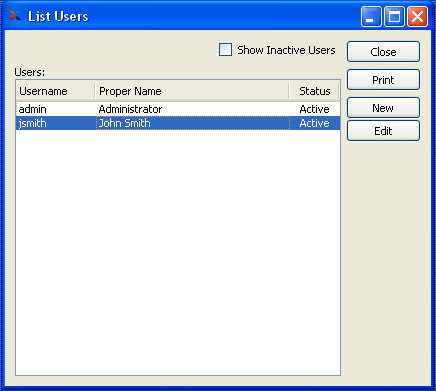 List Users
Show Inactive Users
Close
Users:
Print
Username Proper Name Status
admin Administrator Active
New
jsmith John Smith Active
Edit